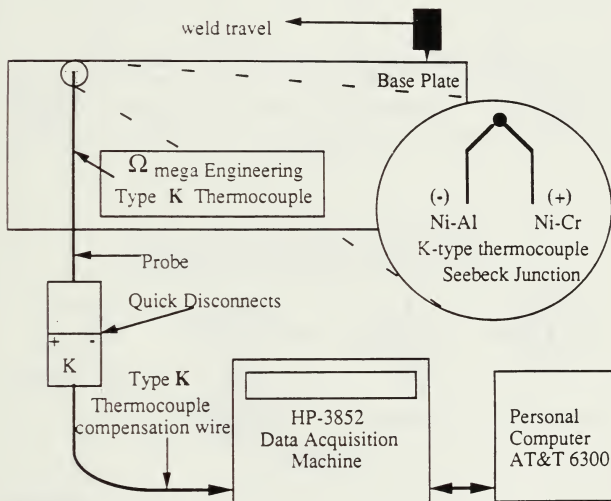 weld travel
Base Plate
Ω mega Engineering
Type K Thermocouple
(-) (+)
Ni-Al Ni-Cr
K-type thermocouple
Seebeck Junction
Probe
Quick Disconnects
+ -
K
Type K
Thermocouple
compensation wire
HP-3852
Data Acquisition
Machine
Personal
Computer
AT&T 6300